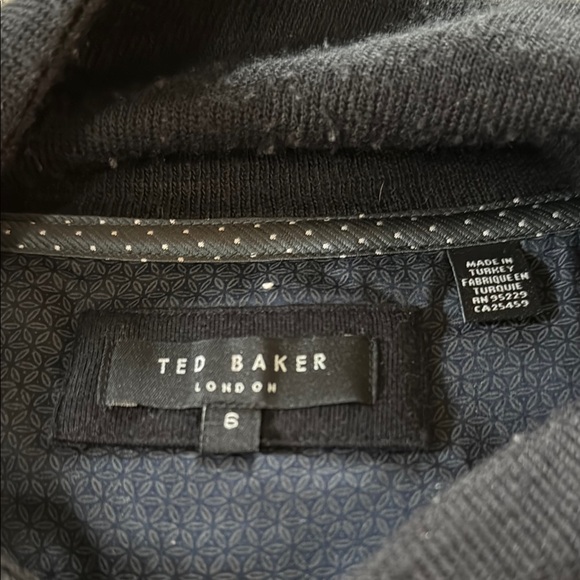 TED BAKER
LONDON
6
MADE IN
TURKEY
FABRIQUE EN
TURQUIE
RN 95229
CA25459